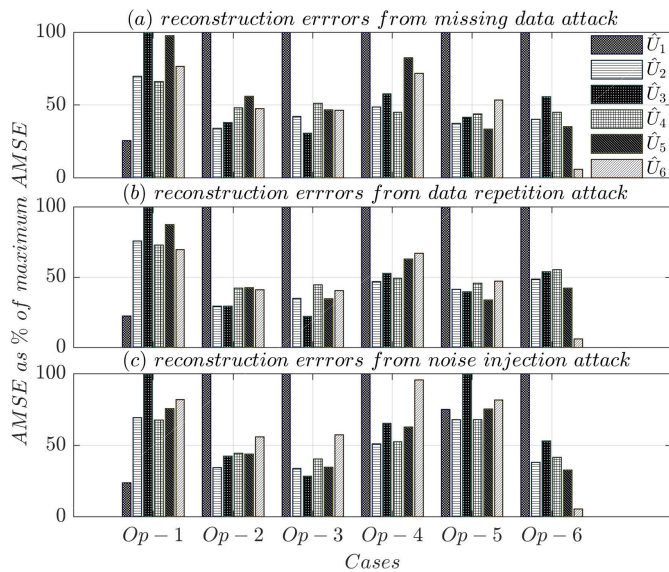 (a) reconstruction errrors from missing data attack
100
50
0
Û₁
Û₂
Û₃
Û₄
Û₅
Û₆
(b) reconstruction errrors from data repetition attack
100
50
0
(c) reconstruction errrors from noise injection attack
100
50
0
AMSE as % of maximum AMSE
Op − 1 Op − 2 Op − 3 Op − 4 Op − 5 Op − 6
Cases